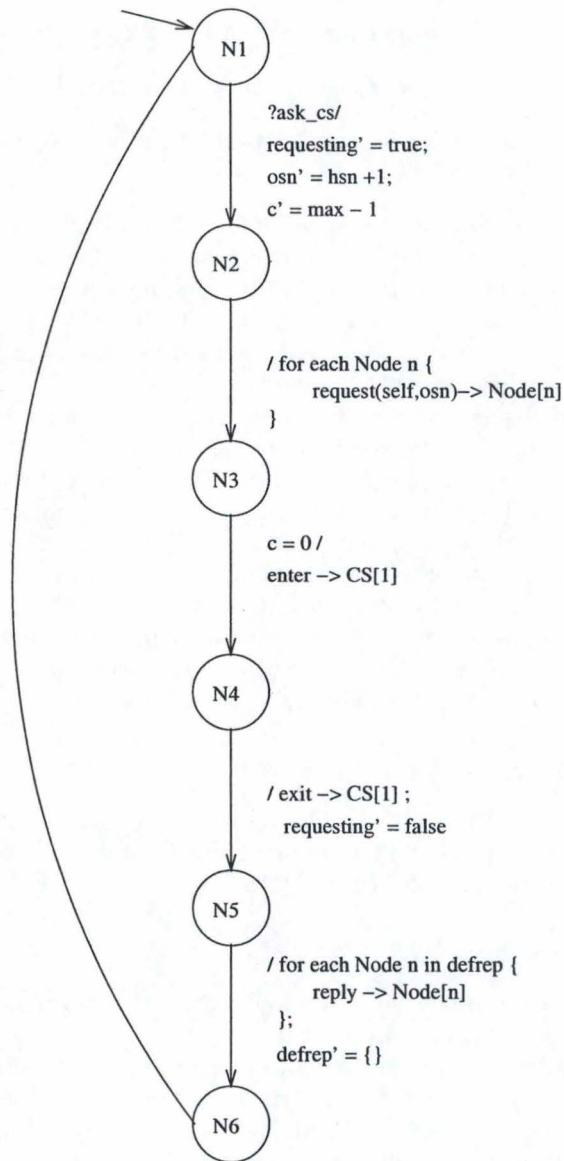 N1
?ask_cs/
requesting’ = true;
osn’ = hsn +1;
c’ = max – 1
N2
/ for each Node n {
request(self,osn)–> Node[n]
}
N3
c = 0 /
enter –> CS[1]
N4
/ exit –> CS[1] ;
requesting’ = false
N5
/ for each Node n in defrep {
reply –> Node[n]
};
defrep’ = {}
N6